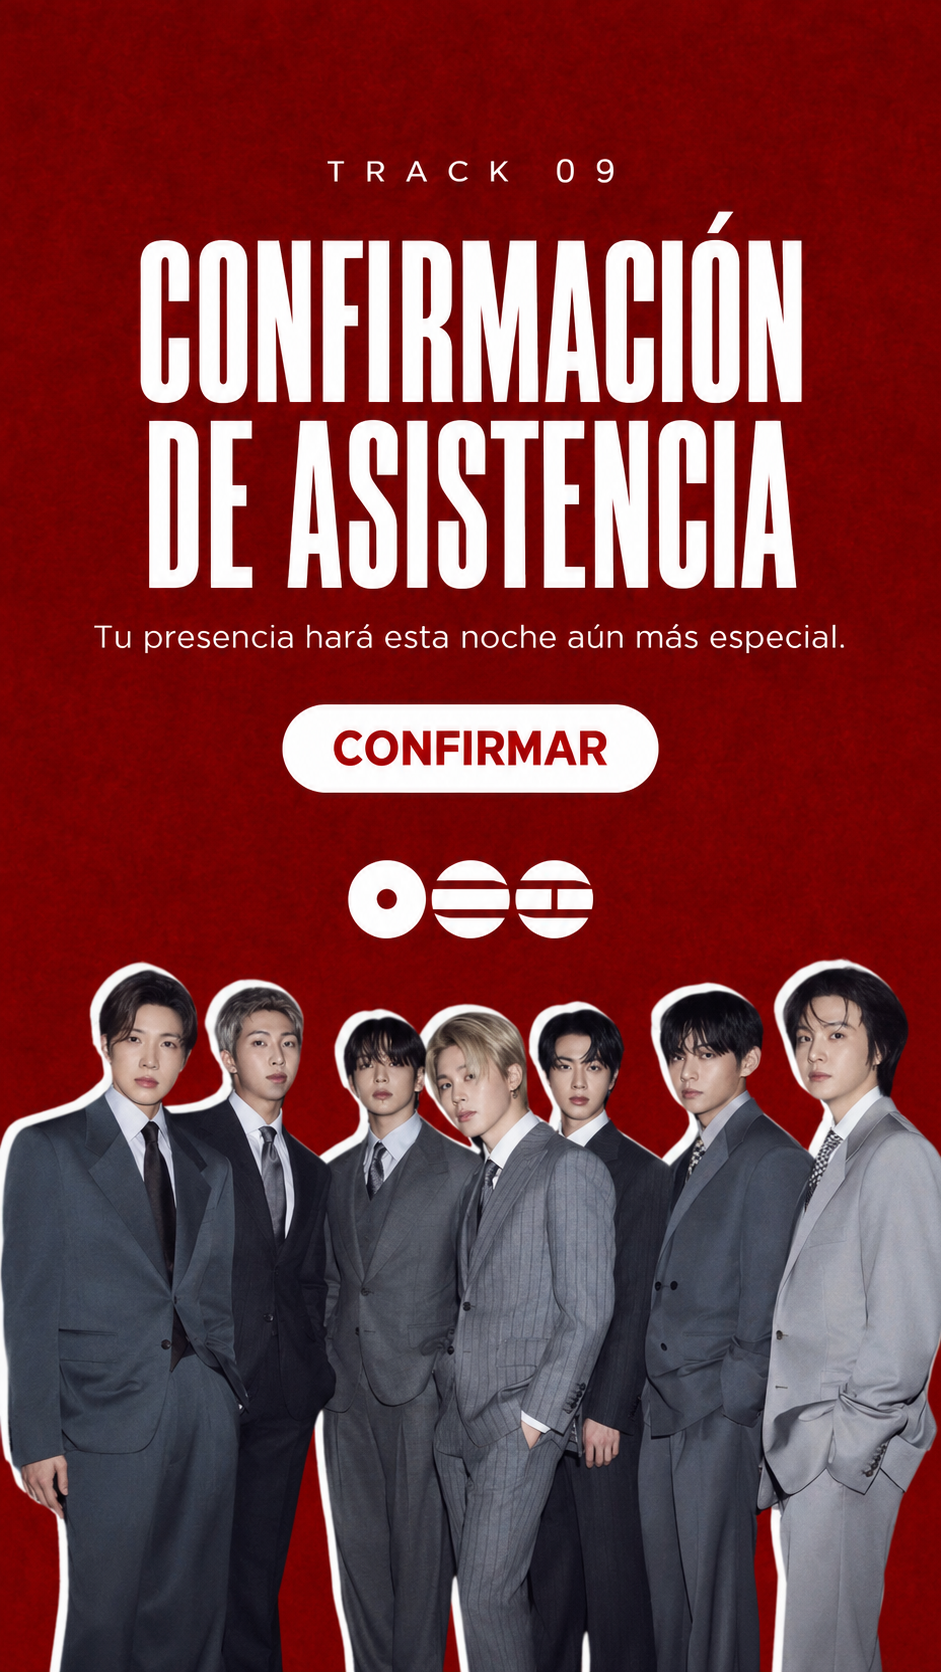 TRACK 09
CONFIRMACIÓN
DE ASISTENCIA
Tu presencia hará esta noche aún más especial.
CONFIRMAR